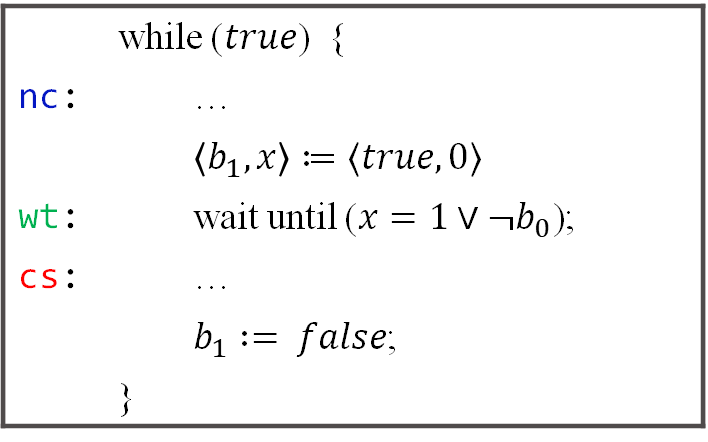 while (true) {
nc: …
⟨b₁, x⟩ ≔ ⟨true, 0⟩
wt: wait until (x = 1 ∨ ¬b₀);
cs: …
b₁ ≔ false;
}